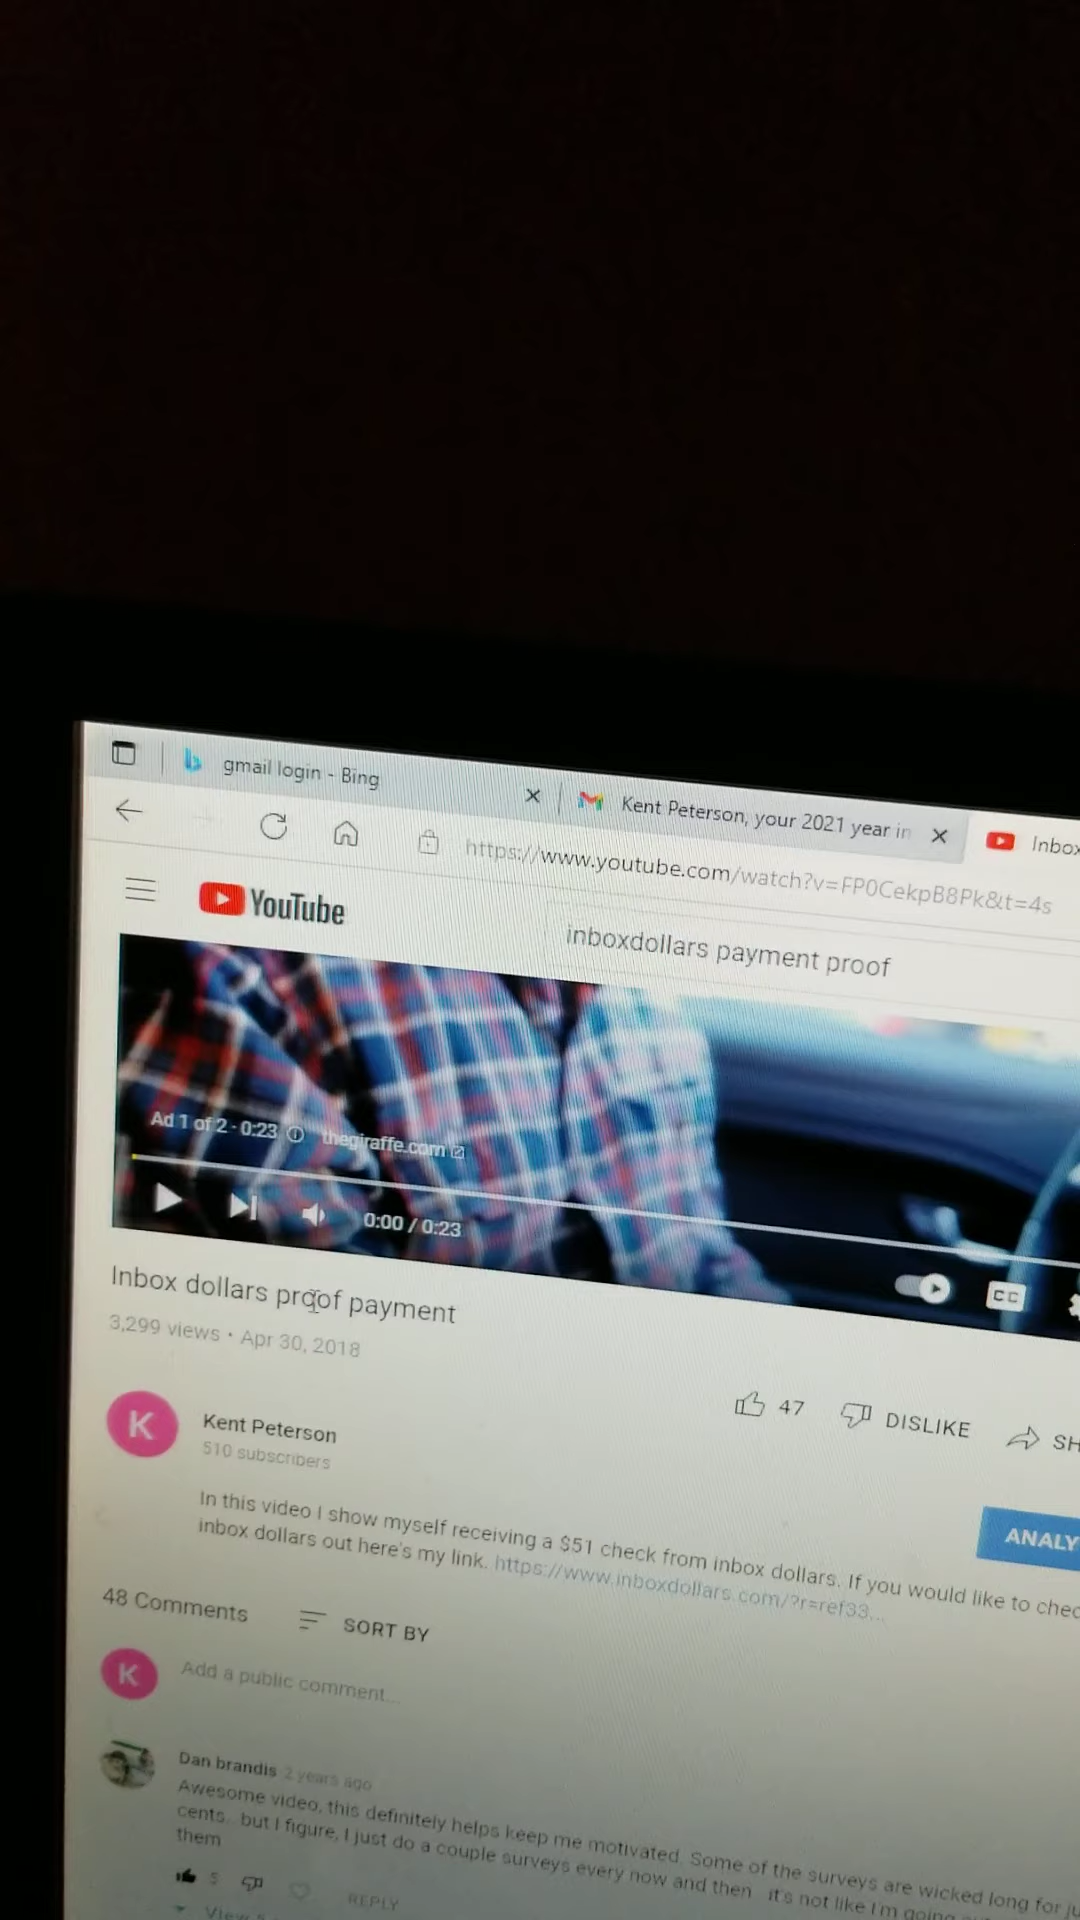 gmail login - Bing
Kent Peterson, your 2021 year in
Inbox
https://www.youtube.com/watch?v=FP0CekpB8Pk&t=4s
YouTube
inboxdollars payment proof
Ad 1 of 2 · 0:23 thegiraffe.com
0:00 / 0:23
CC
Inbox dollars proof payment
3,299 views • Apr 30, 2018
47 DISLIKE SH
K
Kent Peterson
510 subscribers
ANALY
In this video I show myself receiving a $51 check from inbox dollars. If you would like to chec
inbox dollars out here's my link. https://www.inboxdollars.com/?r=ref33...
48 Comments SORT BY
K
Add a public comment...
Dan brandis 2 years ago
Awesome video, this definitely helps keep me motivated. Some of the surveys are wicked long for ju
cents.. but I figure, I just do a couple surveys every now and then it's not like I'm going
them
5 REPLY
View